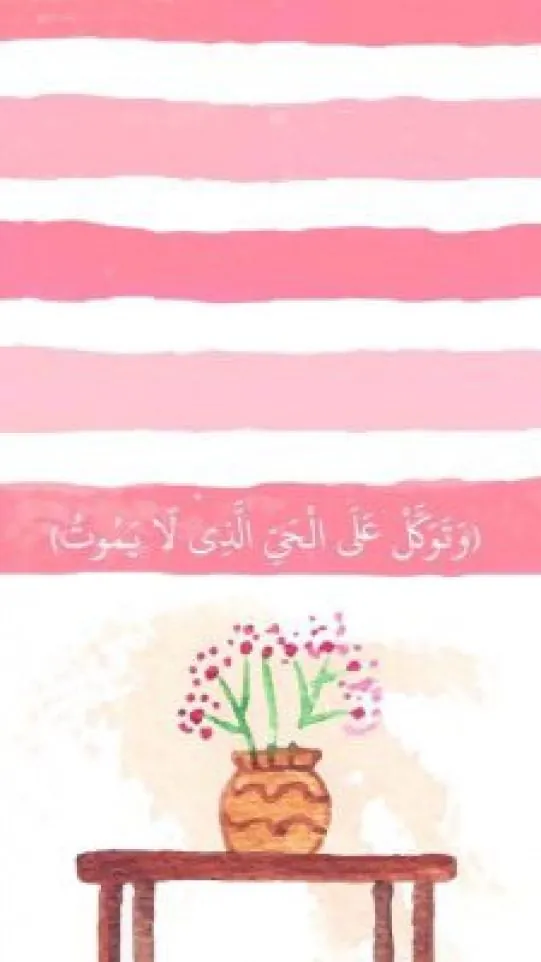 (وَتَوَكَّلْ عَلَى الْحَيِّ الَّذِى لَا يَمُوتُ)